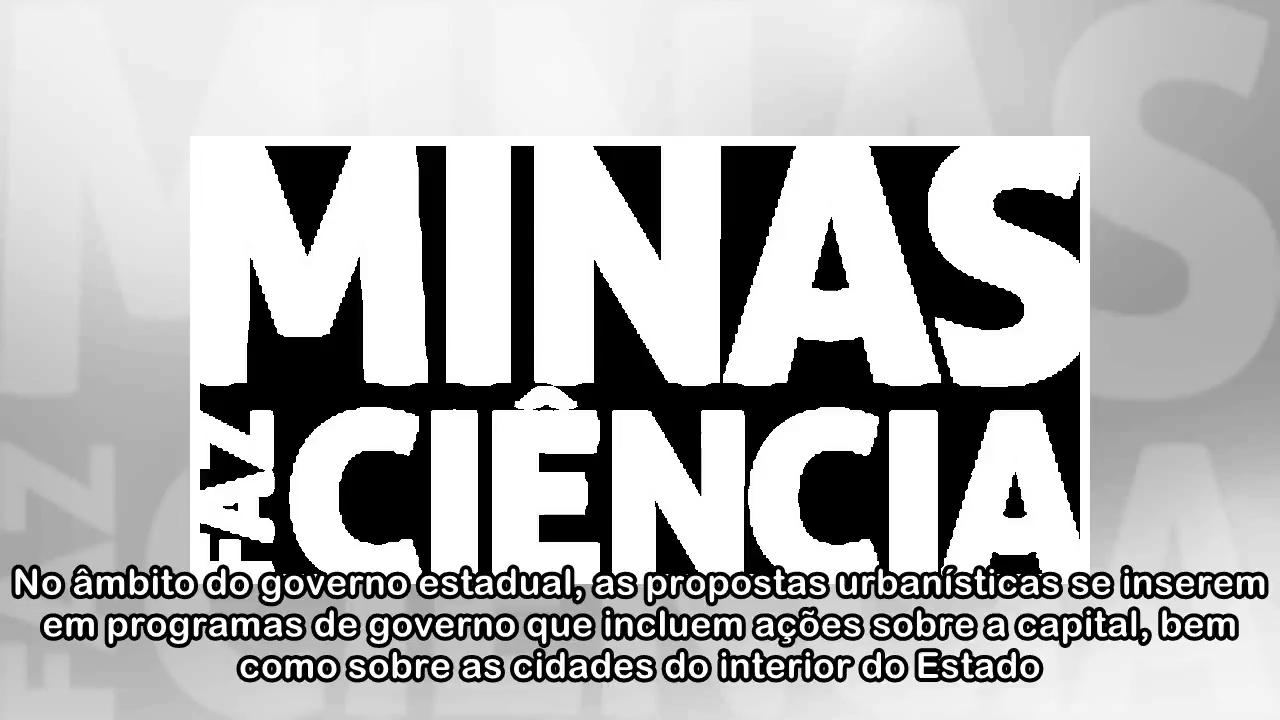 MINAS
FAZ
CIÊNCIA
No âmbito do governo estadual, as propostas urbanísticas se inserem
em programas de governo que incluem ações sobre a capital, bem
como sobre as cidades do interior do Estado